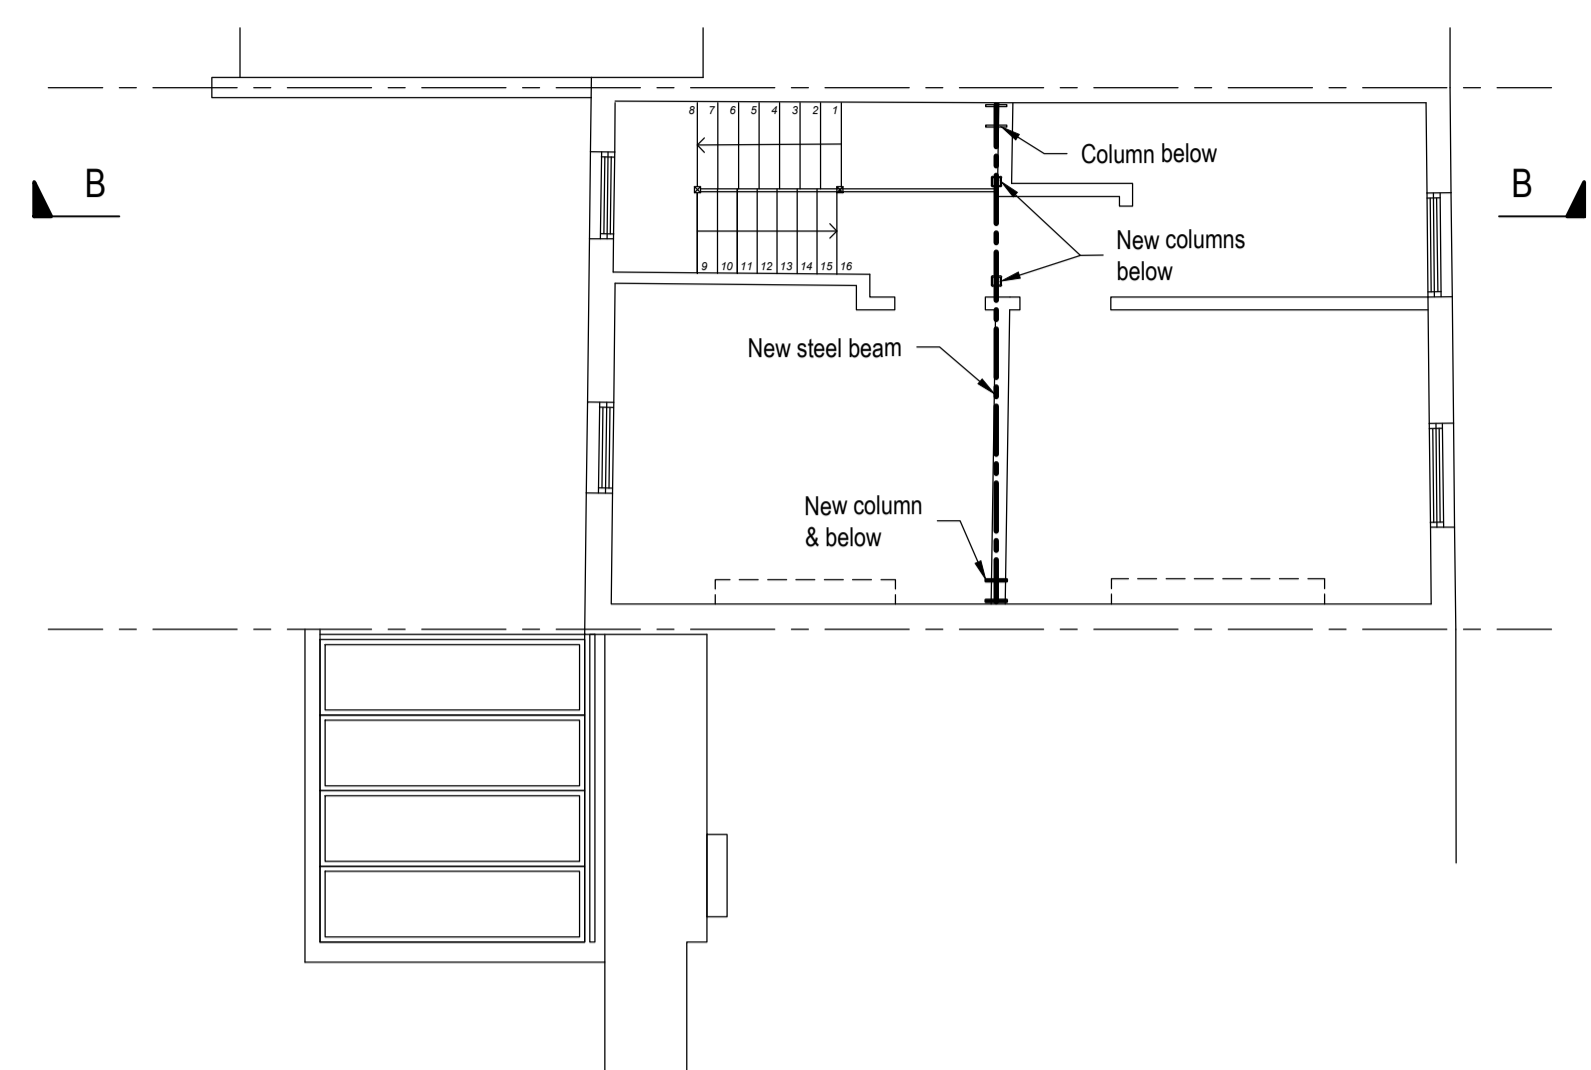 8 7 6 5 4 3 2 1
Column below
B
B
New columns
below
9 10 11 12 13 14 15 16
New steel beam
New column
& below